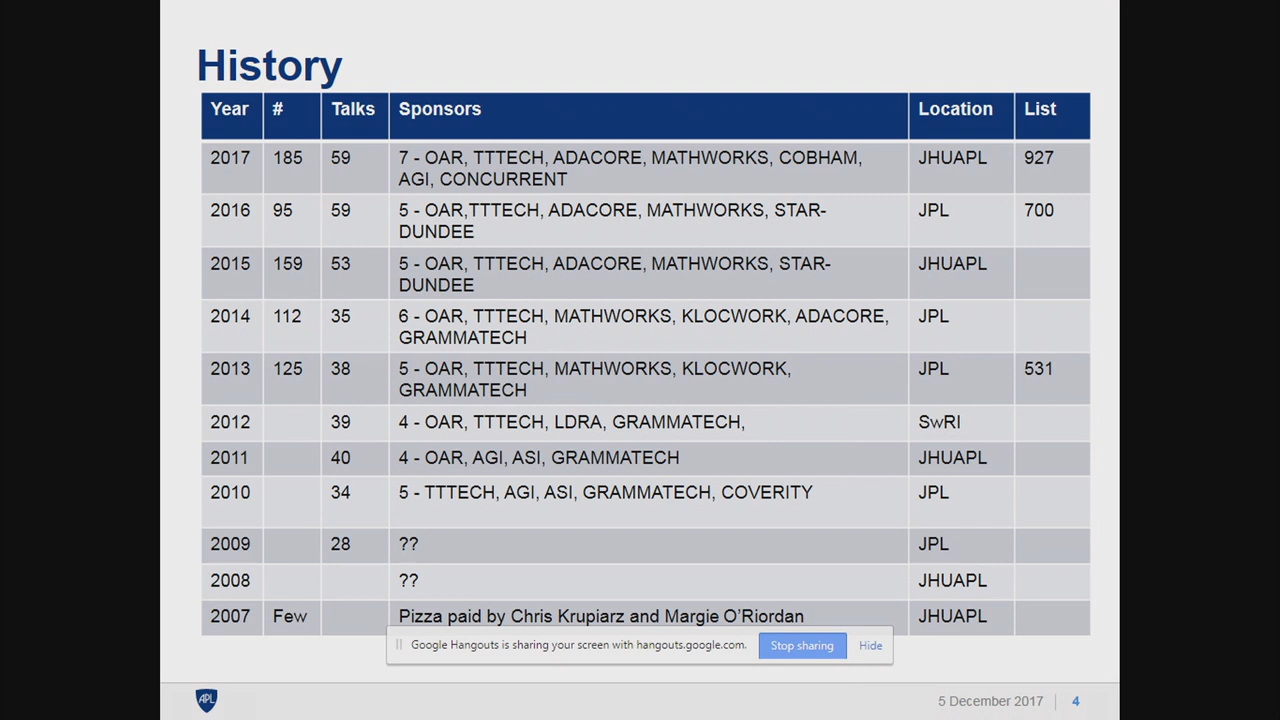 History
Year # Talks Sponsors Location List
2017 185 59 7 - OAR, TTTECH, ADACORE, MATHWORKS, COBHAM, JHUAPL 927
AGI, CONCURRENT
2016 95 59 5 - OAR,TTTECH, ADACORE, MATHWORKS, STAR- JPL 700
DUNDEE
2015 159 53 5 - OAR, TTTECH, ADACORE, MATHWORKS, STAR- JHUAPL
DUNDEE
2014 112 35 6 - OAR, TTTECH, MATHWORKS, KLOCWORK, ADACORE, JPL
GRAMMATECH
2013 125 38 5 - OAR, TTTECH, MATHWORKS, KLOCWORK, JPL 531
GRAMMATECH
2012 39 4 - OAR, TTTECH, LDRA, GRAMMATECH, SwRI
2011 40 4 - OAR, AGI, ASI, GRAMMATECH JHUAPL
2010 34 5 - TTTECH, AGI, ASI, GRAMMATECH, COVERITY JPL
2009 28 ?? JPL
2008 ?? JHUAPL
2007 Few Pizza paid by Chris Krupiarz and Margie O’Riordan JHUAPL
Google Hangouts is sharing your screen with hangouts.google.com. Stop sharing Hide
APL 5 December 2017 4